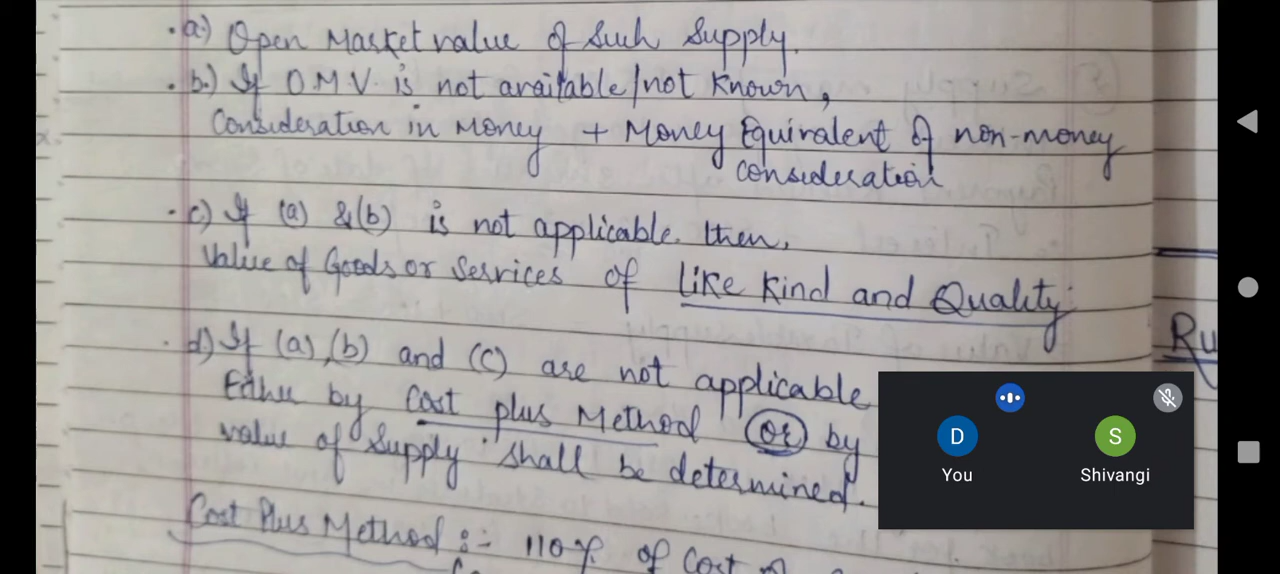 a.) Open Market value of Such Supply.
b.) If O.M.V. is not available/not known,
Consideration in Money + Money Equivalent of non-money
consideration
c) If (a) &(b) is not applicable. then,
Value of Goods or Services of Like Kind and Quality
d) If (a),(b) and (c) are not applicable
Either by Cost plus Method (or) by
value of Supply shall be determined.
Cost Plus Method :- 110% of Cost
Ru
D
S
You
Shivangi